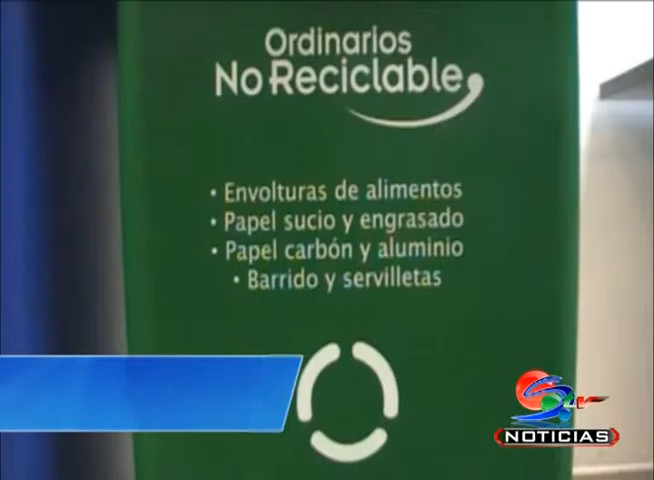 Ordinarios
No Reciclable
• Envolturas de alimentos
• Papel sucio y engrasado
• Papel carbón y aluminio
• Barrido y servilletas
NOTICIAS